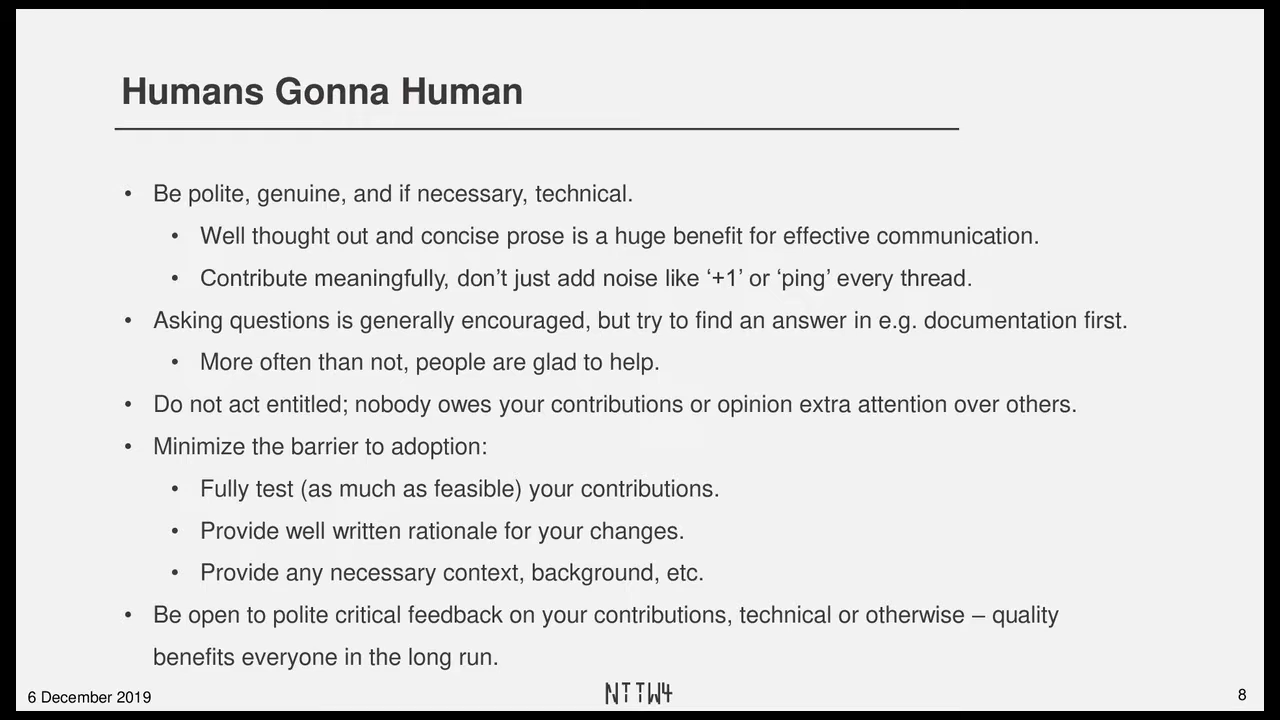 Humans Gonna Human
• Be polite, genuine, and if necessary, technical.
• Well thought out and concise prose is a huge benefit for effective communication.
• Contribute meaningfully, don’t just add noise like ‘+1’ or ‘ping’ every thread.
• Asking questions is generally encouraged, but try to find an answer in e.g. documentation first.
• More often than not, people are glad to help.
• Do not act entitled; nobody owes your contributions or opinion extra attention over others.
• Minimize the barrier to adoption:
• Fully test (as much as feasible) your contributions.
• Provide well written rationale for your changes.
• Provide any necessary context, background, etc.
• Be open to polite critical feedback on your contributions, technical or otherwise – quality
benefits everyone in the long run.
6 December 2019
NTTW4
8